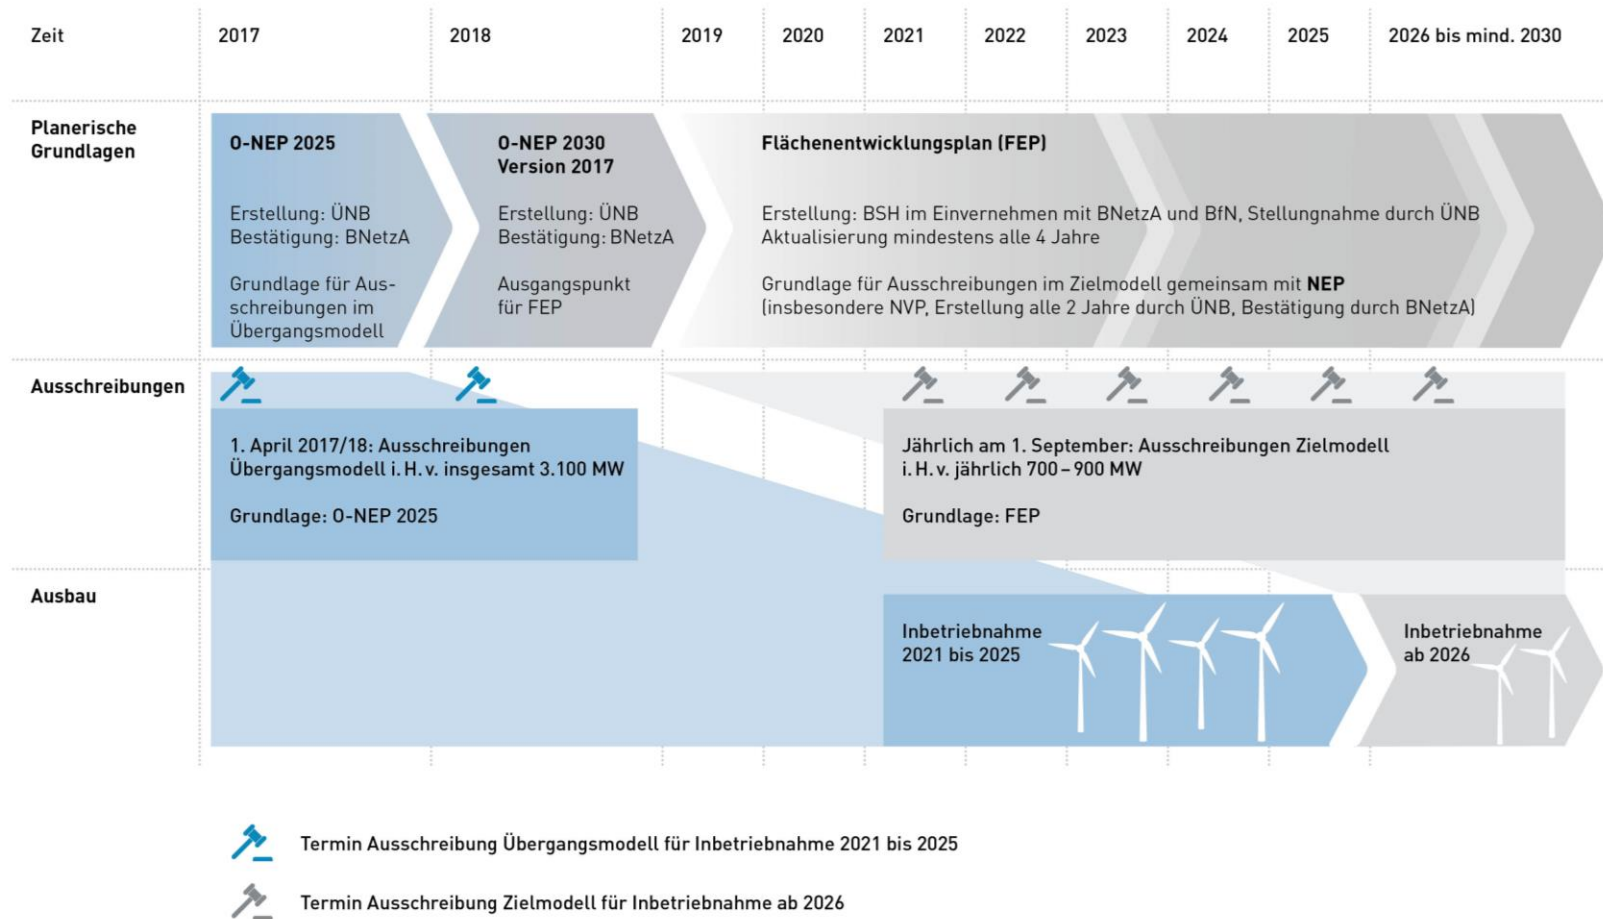 Zeit
2017
2018
2019
2020
2021
2022
2023
2024
2025
2026 bis mind. 2030
Planerische
Grundlagen
O-NEP 2025
Erstellung: ÜNB
Bestätigung: BNetzA
Grundlage für Aus-
schreibungen im
Übergangsmodell
O-NEP 2030
Version 2017
Erstellung: ÜNB
Bestätigung: BNetzA
Ausgangspunkt
für FEP
Flächenentwicklungsplan (FEP)
Erstellung: BSH im Einvernehmen mit BNetzA und BfN, Stellungnahme durch ÜNB
Aktualisierung mindestens alle 4 Jahre
Grundlage für Ausschreibungen im Zielmodell gemeinsam mit NEP
(insbesondere NVP, Erstellung alle 2 Jahre durch ÜNB, Bestätigung durch BNetzA)
Ausschreibungen
1. April 2017/18: Ausschreibungen
Übergangsmodell i. H. v. insgesamt 3.100 MW
Grundlage: O-NEP 2025
Jährlich am 1. September: Ausschreibungen Zielmodell
i. H. v. jährlich 700 – 900 MW
Grundlage: FEP
Ausbau
Inbetriebnahme
2021 bis 2025
Inbetriebnahme
ab 2026
Termin Ausschreibung Übergangsmodell für Inbetriebnahme 2021 bis 2025
Termin Ausschreibung Zielmodell für Inbetriebnahme ab 2026